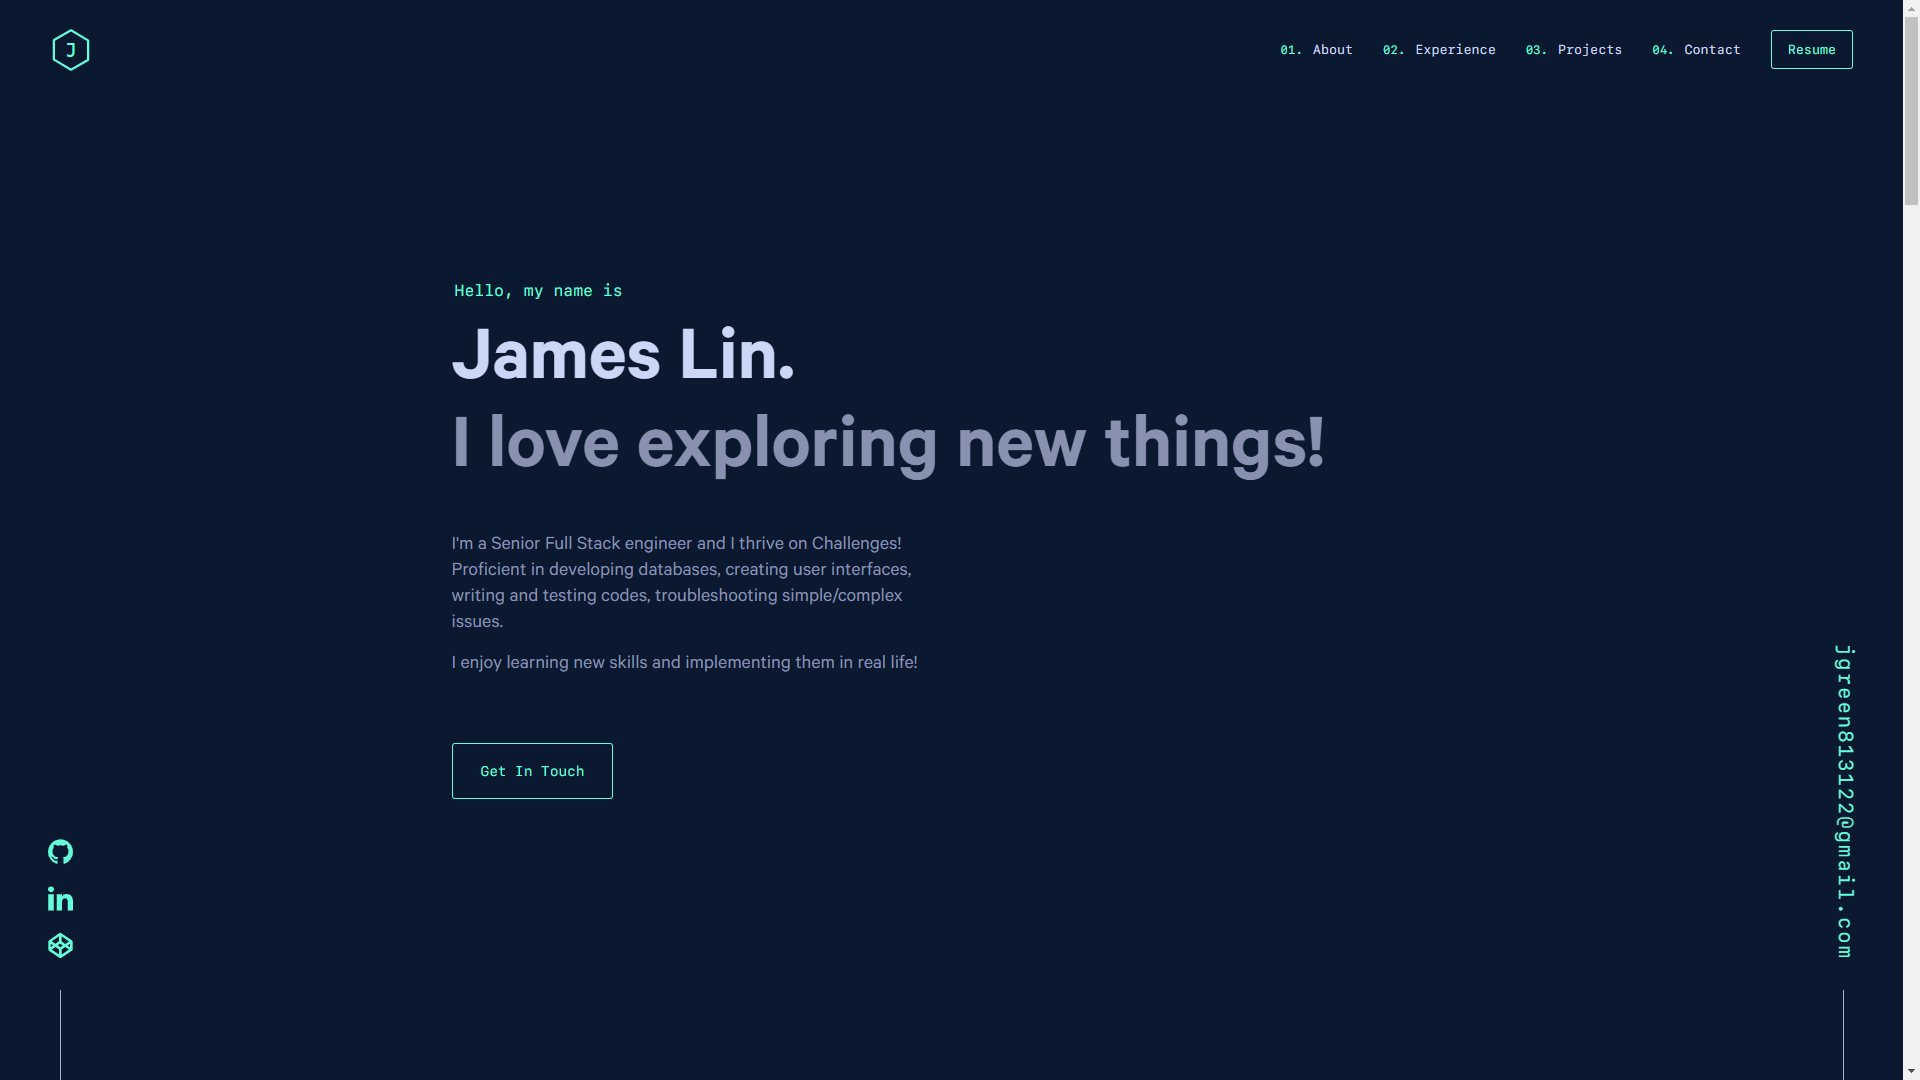 J
01. About
02. Experience
03. Projects
04. Contact
Resume
Hello, my name is
James Lin.
I love exploring new things!
I'm a Senior Full Stack engineer and I thrive on Challenges!
Proficient in developing databases, creating user interfaces,
writing and testing codes, troubleshooting simple/complex
issues.
I enjoy learning new skills and implementing them in real life!
Get In Touch
jgreen813122@gmail.com